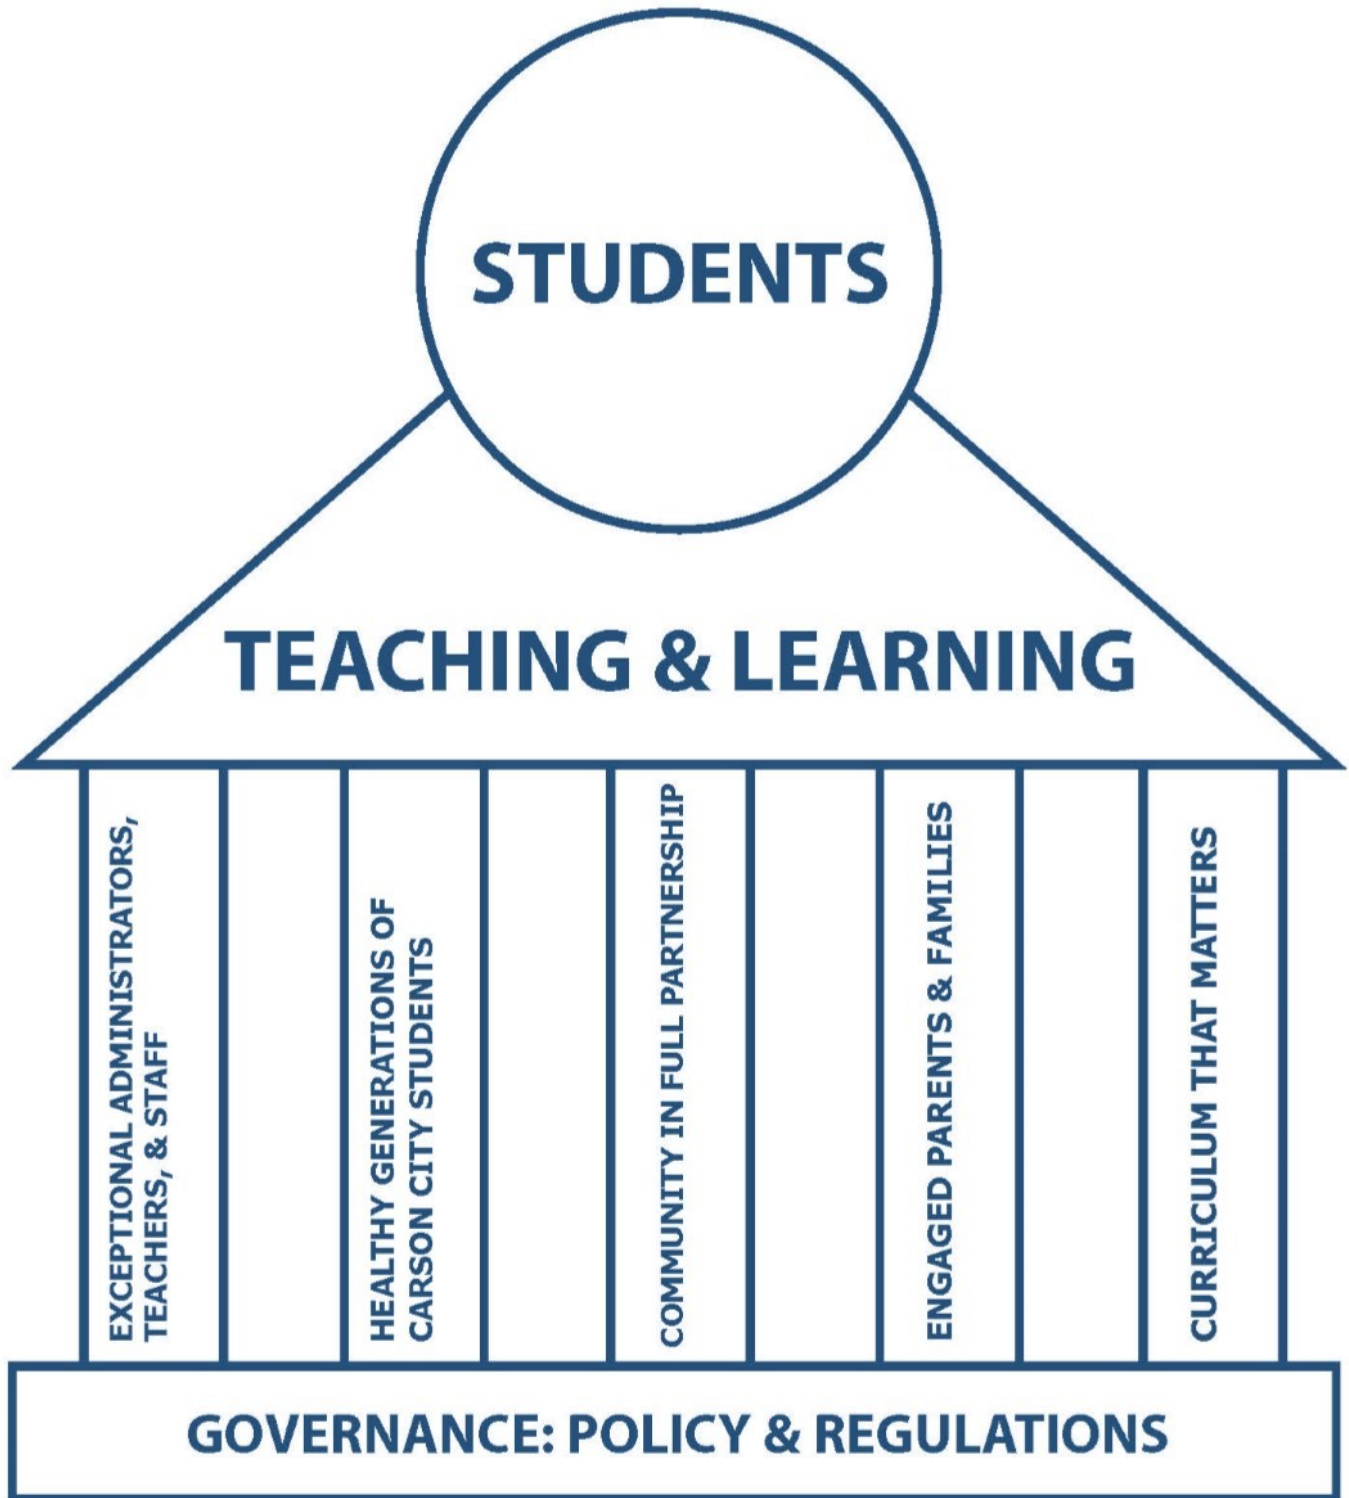 STUDENTS
TEACHING & LEARNING
EXCEPTIONAL ADMINISTRATORS,
TEACHERS, & STAFF
HEALTHY GENERATIONS OF
CARSON CITY STUDENTS
COMMUNITY IN FULL PARTNERSHIP
ENGAGED PARENTS & FAMILIES
CURRICULUM THAT MATTERS
GOVERNANCE: POLICY & REGULATIONS